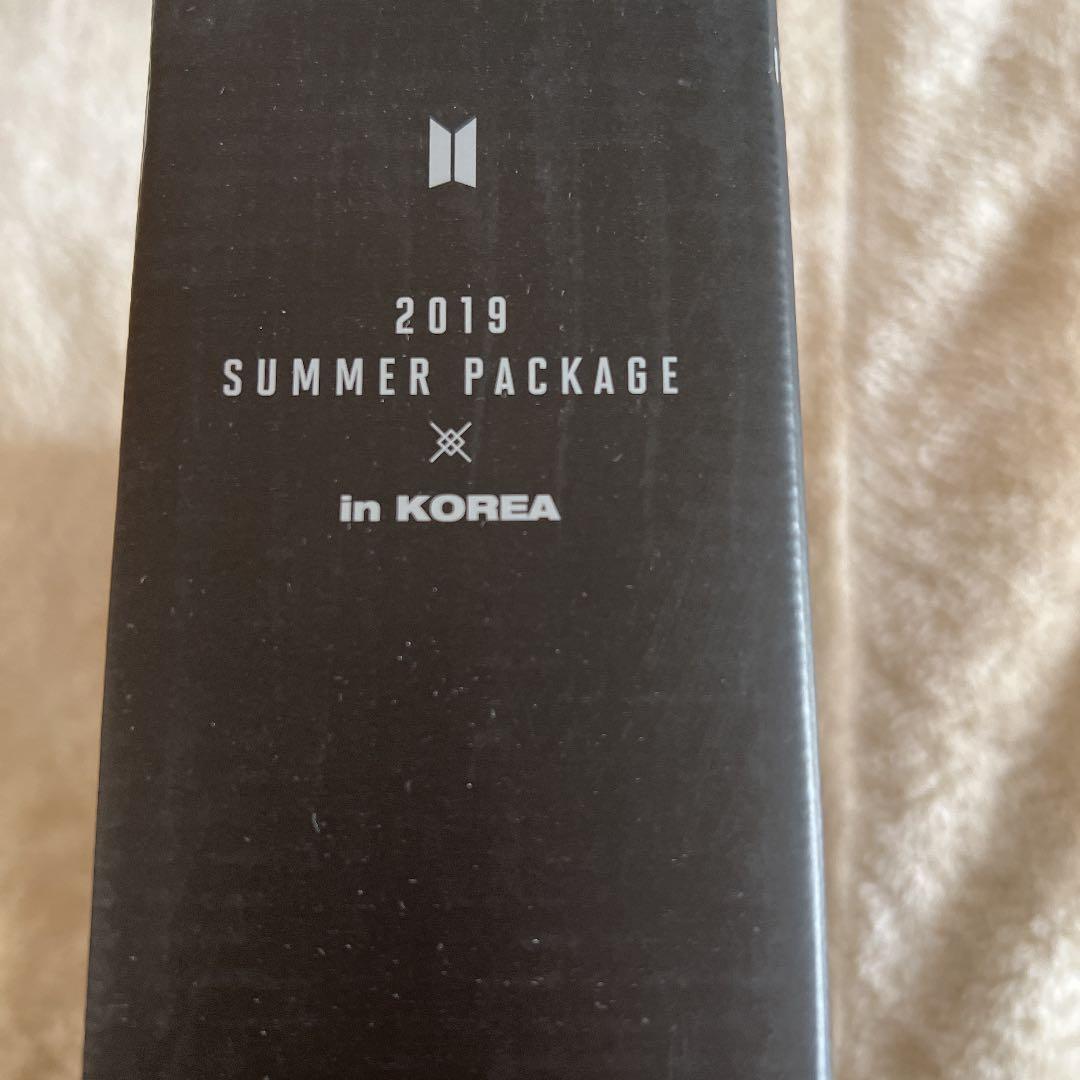 2019
SUMMER PACKAGE
in KOREA